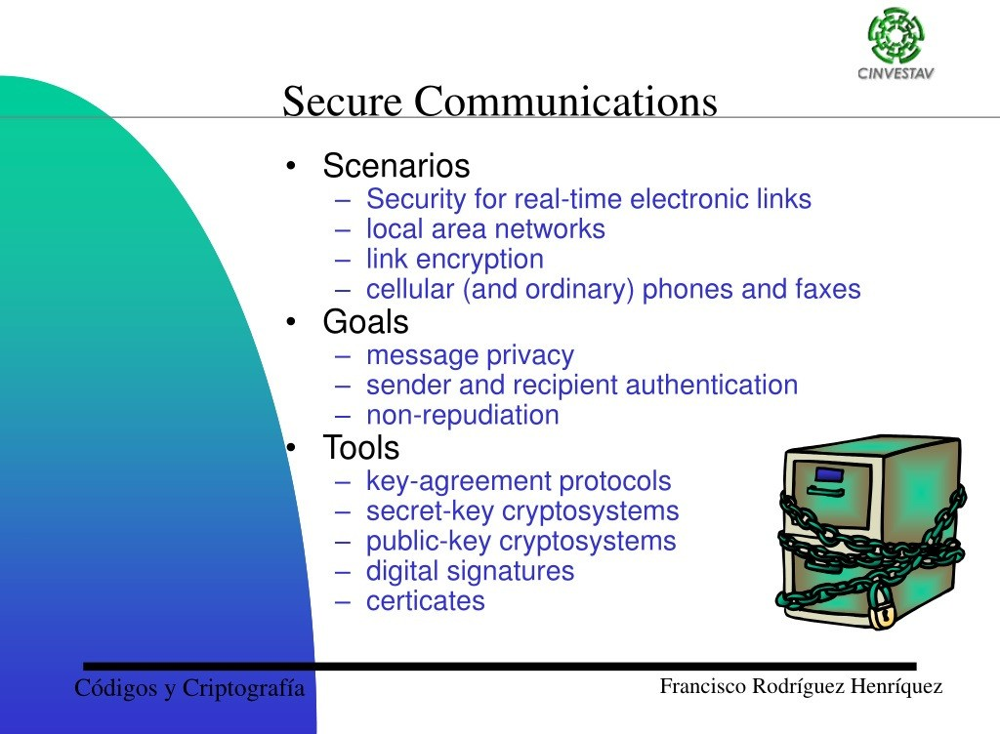 CINVESTAV
Secure Communications
• Scenarios
– Security for real-time electronic links
– local area networks
– link encryption
– cellular (and ordinary) phones and faxes
• Goals
– message privacy
– sender and recipient authentication
– non-repudiation
• Tools
– key-agreement protocols
– secret-key cryptosystems
– public-key cryptosystems
– digital signatures
– certicates
Códigos y Criptografía
Francisco Rodríguez Henríquez